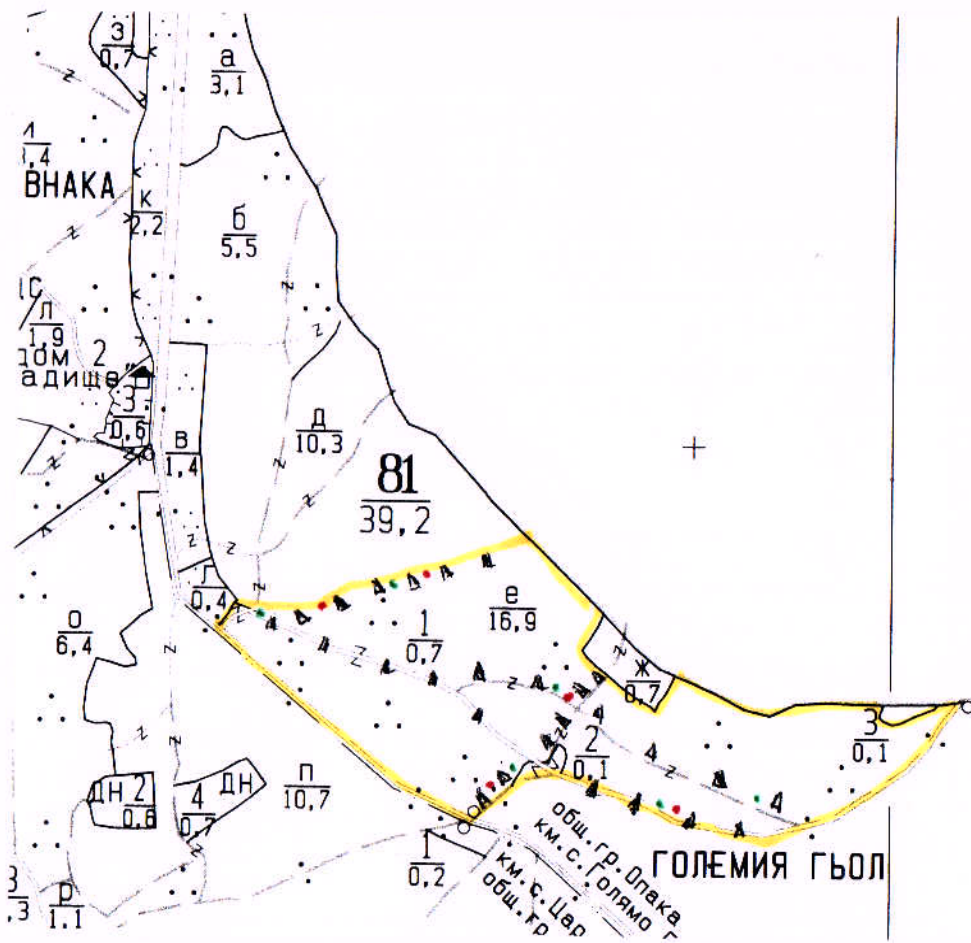 З
0,7
а
3,1
1,4
ВНАКА
К
2,2
б
5,5
Л
1,9
дом 2
адище"
З
0,6
В
1,4
Д
10,3
81
39,2
Г
0,4
е
16,9
1
0,7
О
6,4
Ж
0,7
2
0,1
З
0,1
ДН 2
0,6
4 ДН
0,7
П
10,7
общ. гр. Опака
км. с. Голямо Г
ГОЛЕМИЯ ГЬОЛ
1
0,2
км. с. Цар
общ. гр
Р
1,1